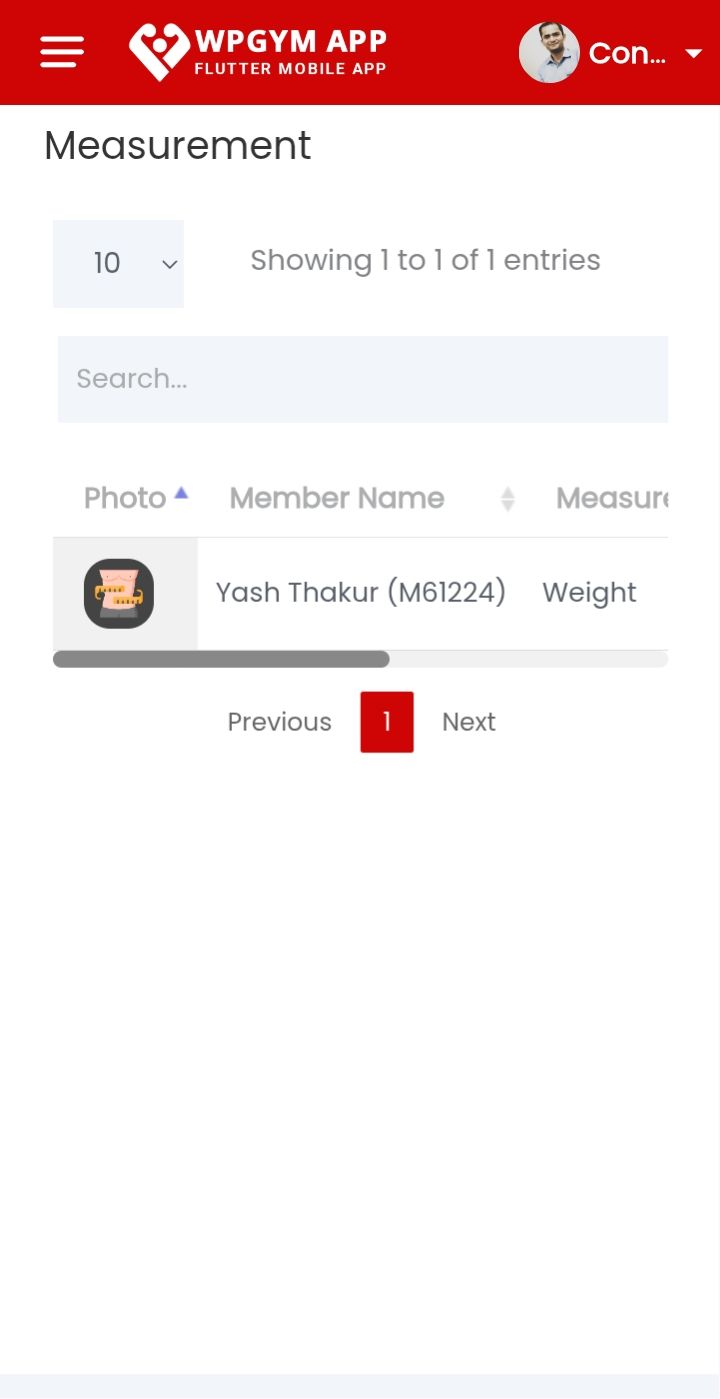 WPGYM APP
FLUTTER MOBILE APP
Con...
Measurement
10
Showing 1 to 1 of 1 entries
Search...
Photo Member Name Measure
Yash Thakur (M61224) Weight
Previous 1 Next